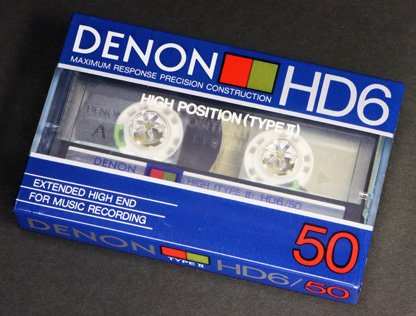 DENON HD6
MAXIMUM RESPONSE PRECISION CONSTRUCTION
HIGH POSITION (TYPE II)
DENON
A
DENON HIGH (TYPE II) HD6/50
EXTENDED HIGH END
FOR MUSIC RECORDING
50
DENON TYPE II HD6/50